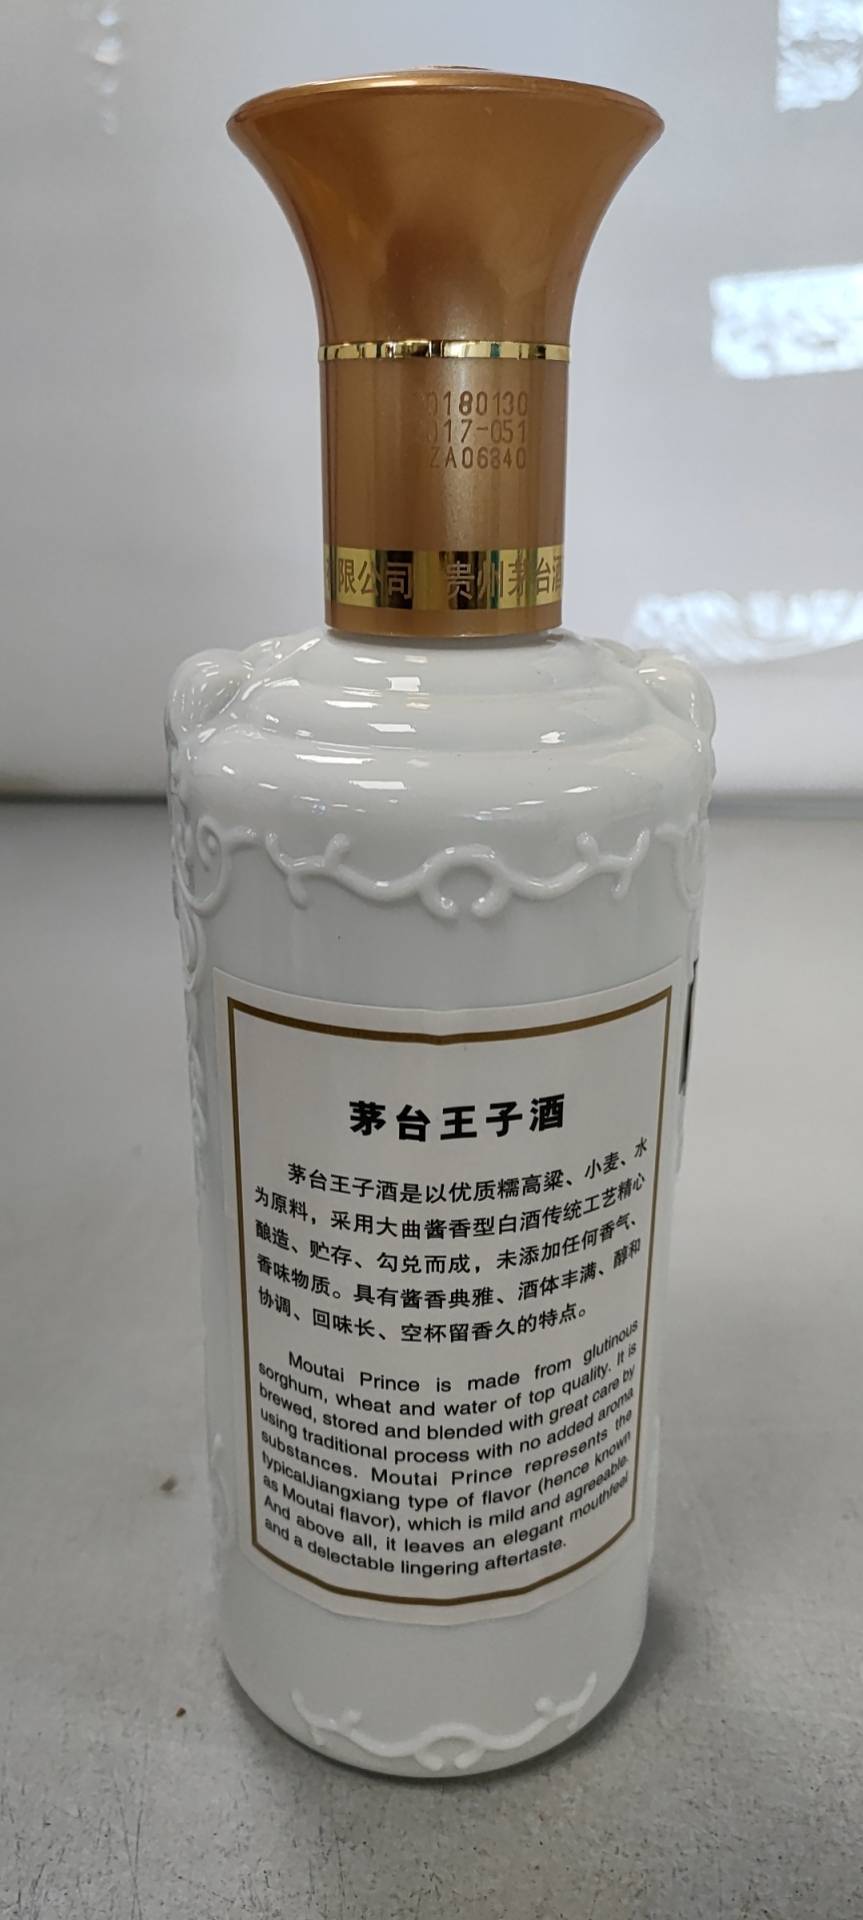 0180130
017-051
ZA06840
限公司 贵州茅台酒
茅台王子酒
茅台王子酒是以优质糯高粱、小麦、水
为原料，采用大曲酱香型白酒传统工艺精心
酿造、贮存、勾兑而成，未添加任何香气、
香味物质。具有酱香典雅、酒体丰满、醇和
协调、回味长、空杯留香久的特点。
Moutai Prince is made from glutinous
sorghum, wheat and water of top quality. It is
brewed, stored and blended with great care by
using traditional process with no added aroma
substances. Moutai Prince represents the
typicalJiangxiang type of flavor (hence known
as Moutai flavor), which is mild and agreeable.
And above all, it leaves an elegant mouthfeel
and a delectable lingering aftertaste.